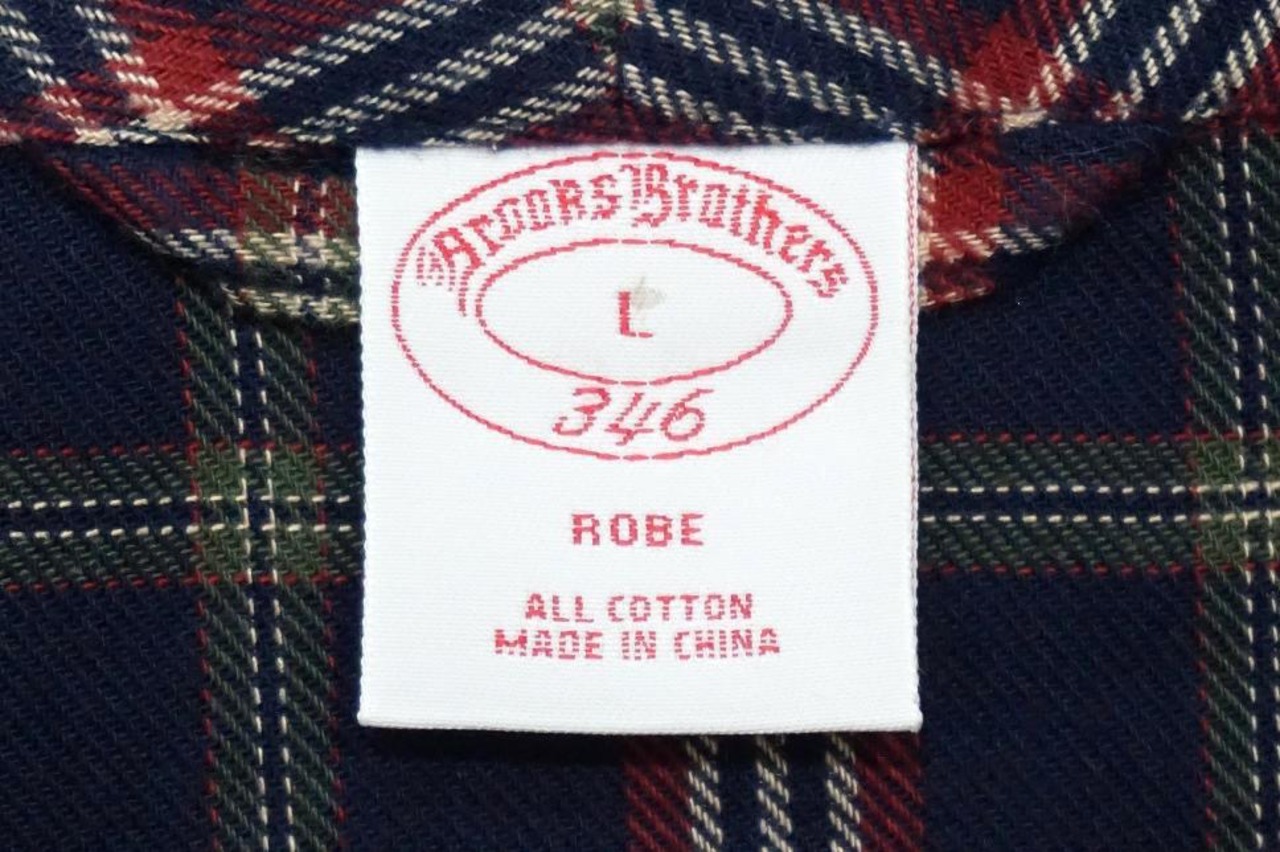 Brooks Brothers
L
346
ROBE
ALL COTTON
MADE IN CHINA